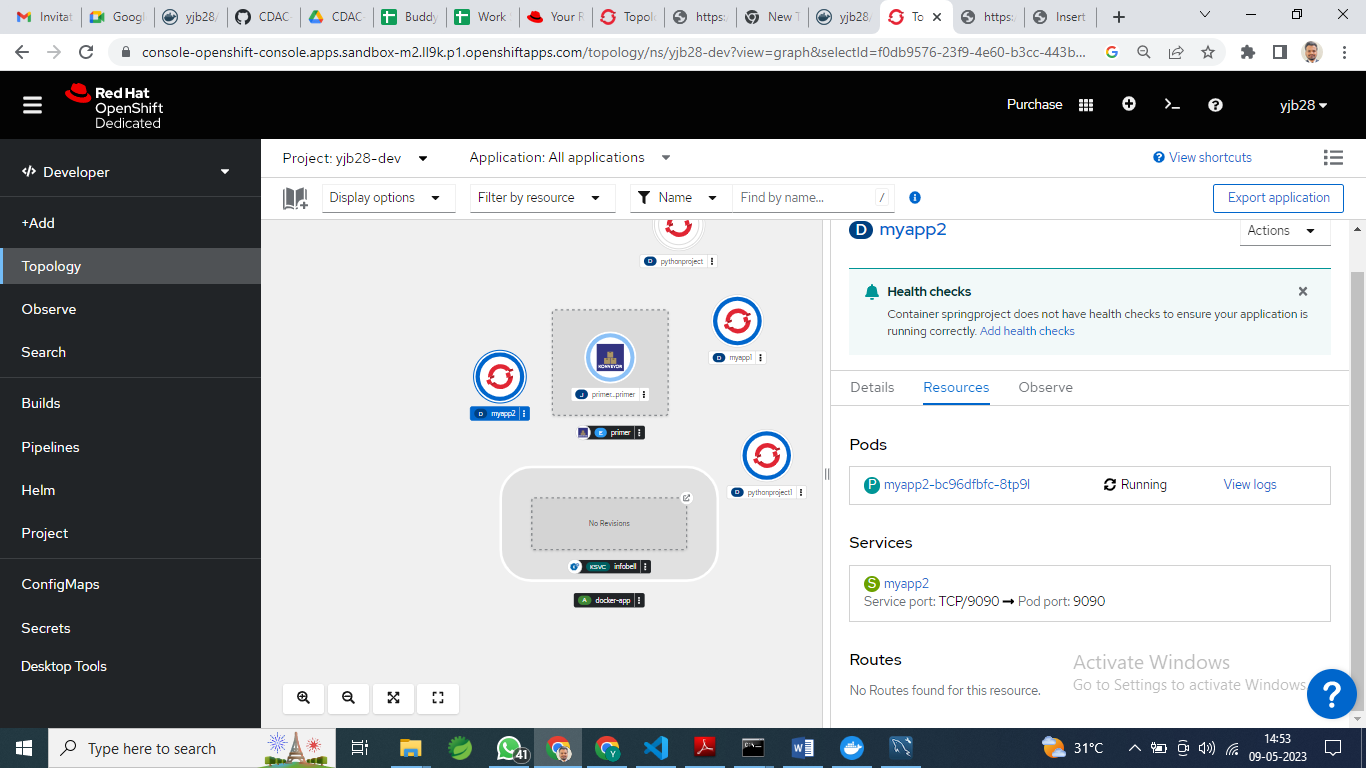 Invitat
Googl
yjb28/
CDAC
CDAC
Buddy
Work S
Your R
Topolo
https:/
New T
yjb28/
To
https:/
Insert
console-openshift-console.apps.sandbox-m2.ll9k.p1.openshiftapps.com/topology/ns/yjb28-dev?view=graph&selectId=f0db9576-23f9-4e60-b3cc-443b...
Red Hat
OpenShift
Dedicated
Purchase
yjb28
Developer
+Add
Topology
Observe
Search
Builds
Pipelines
Helm
Project
ConfigMaps
Secrets
Desktop Tools
Project: yjb28-dev
Application: All applications
View shortcuts
Display options
Filter by resource
Name
Find by name...
/
Export application
D pythonproject
D myapp1
KONVEYOR
J primer...primer
D myapp2
E primer
D pythonproject1
No Revisions
KSVC infobell
A docker-app
D myapp2
Actions
Health checks
Container springproject does not have health checks to ensure your application is
running correctly. Add health checks
Details
Resources
Observe
Pods
P myapp2-bc96dfbfc-8tp9l
Running
View logs
Services
S myapp2
Service port: TCP/9090 → Pod port: 9090
Routes
No Routes found for this resource.
Activate Windows
Go to Settings to activate Windows.
Type here to search
41
31°C
14:53
09-05-2023